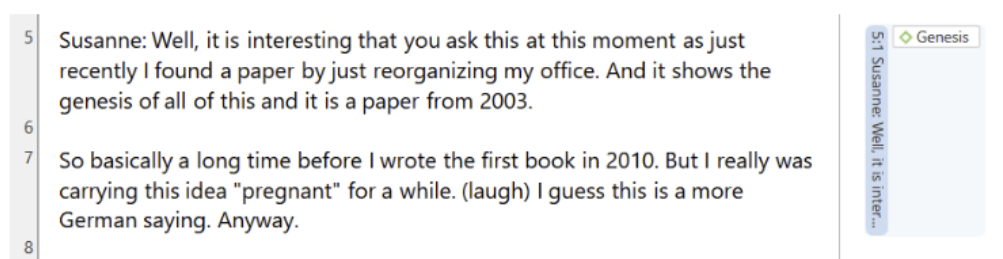 5 Susanne: Well, it is interesting that you ask this at this moment as just
recently I found a paper by just reorganizing my office. And it shows the
genesis of all of this and it is a paper from 2003.
6
7 So basically a long time before I wrote the first book in 2010. But I really was
carrying this idea "pregnant" for a while. (laugh) I guess this is a more
German saying. Anyway.
8
5:1 Susanne: Well, it is inter...
Genesis